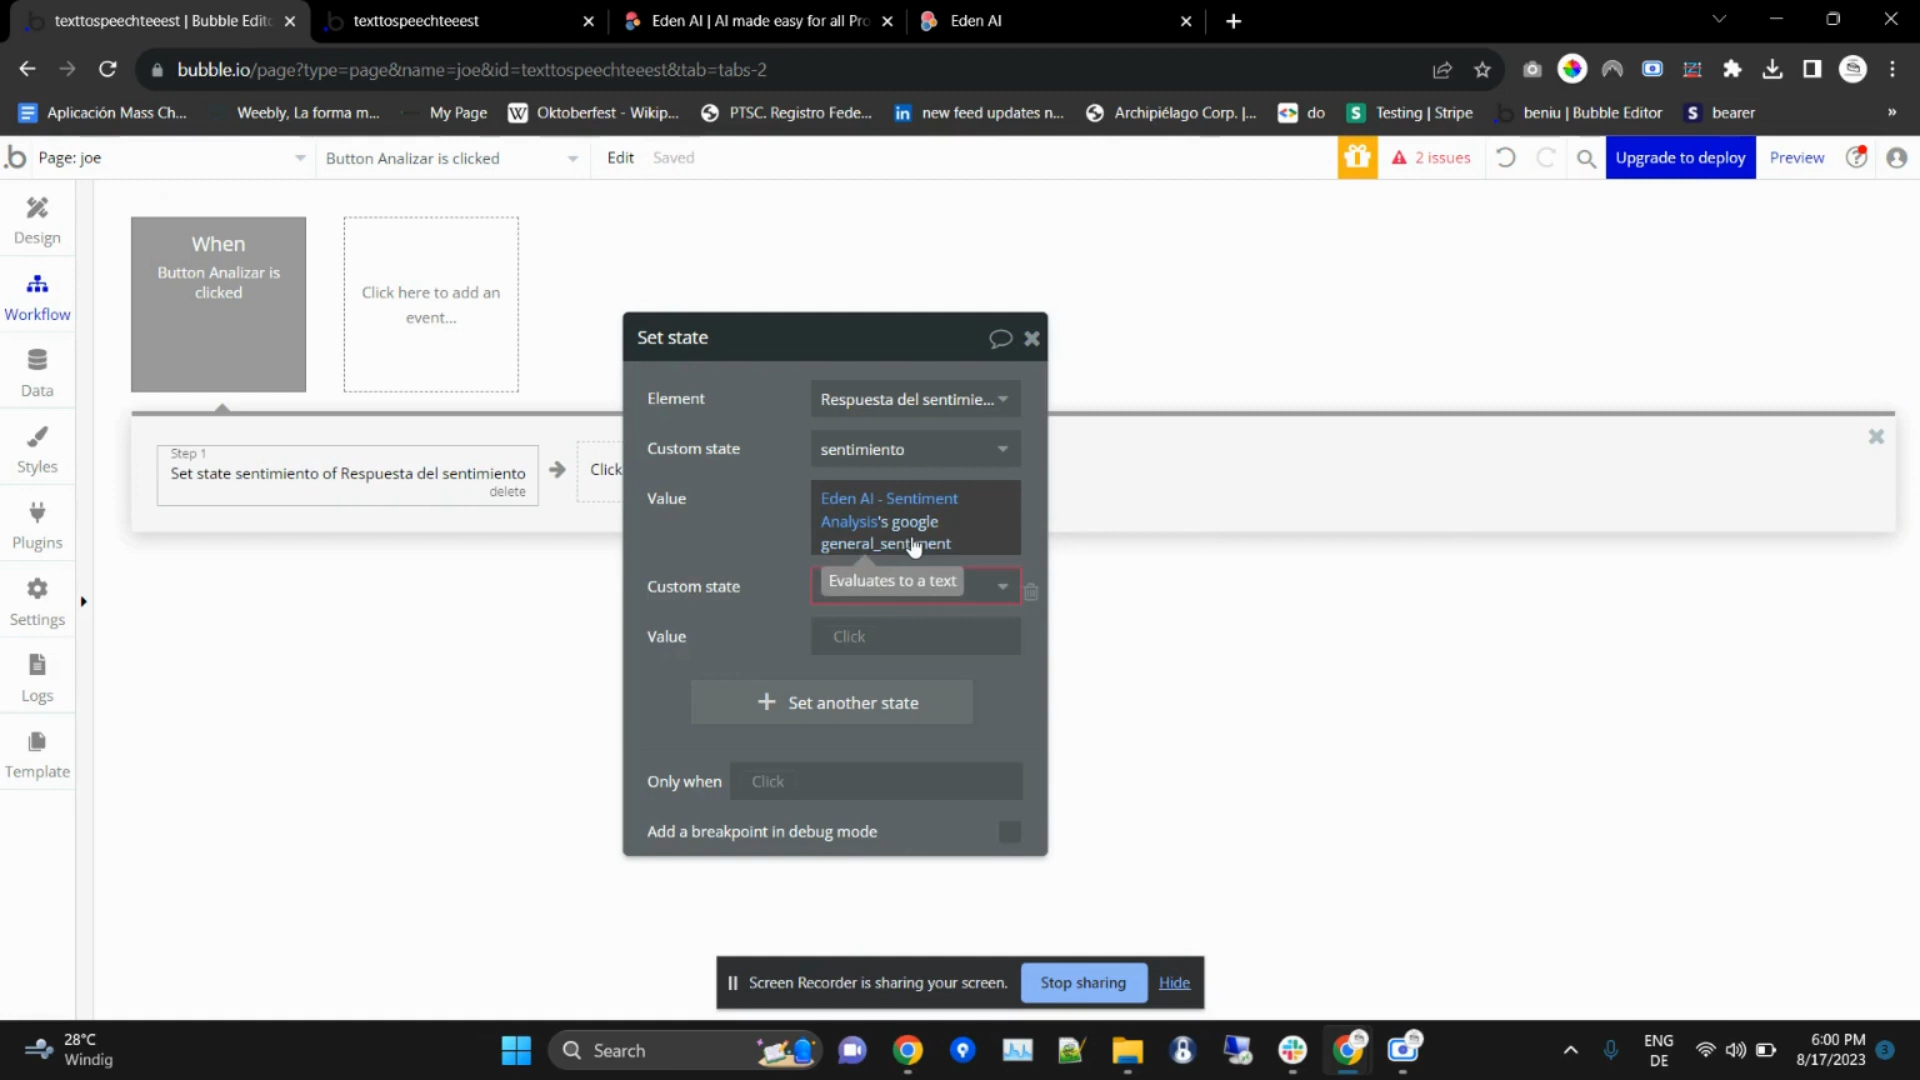 texttospeechteeest | Bubble Edito
texttospeechteeest
Eden AI | AI made easy for all Pro
Eden AI
bubble.io/page?type=page&name=joe&id=texttospeechteeest&tab=tabs-2
Aplicación Mass Ch...
Weebly, La forma m...
My Page
Oktoberfest - Wikip...
PTSC. Registro Fede...
new feed updates n...
Archipiélago Corp. |...
do
Testing | Stripe
beniu | Bubble Editor
bearer
»
Page: joe
Button Analizar is clicked
Edit
Saved
2 issues
Upgrade to deploy
Preview
Design
Workflow
Data
Styles
Plugins
Settings
Logs
Template
When
Button Analizar is
clicked
Click here to add an
event...
Step 1
Set state sentimiento of Respuesta del sentimiento
delete
Click
Set state
Element
Respuesta del sentimie...
Custom state
sentimiento
Value
Eden AI - Sentiment
Analysis's google
general_sentiment
Evaluates to a text
Custom state
Value
Click
Set another state
Only when
Click
Add a breakpoint in debug mode
Screen Recorder is sharing your screen.
Stop sharing
Hide
28°C
Windig
Search
ENG
DE
6:00 PM
8/17/2023
3